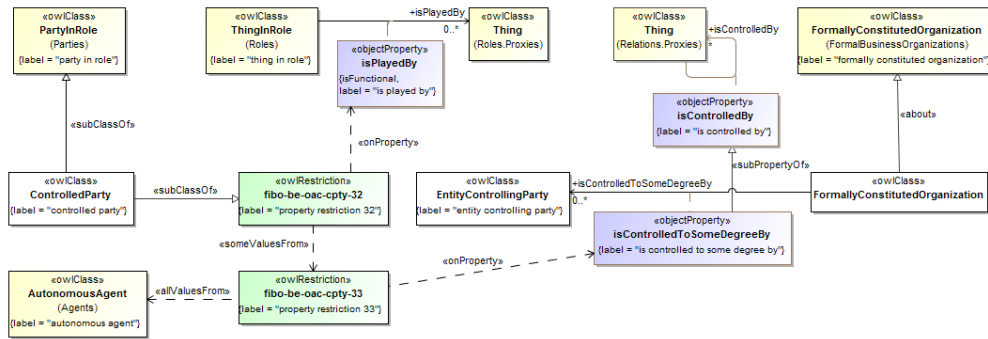 «owlClass»
PartyInRole
(Parties)
{label = "party in role"}
«owlClass»
ThingInRole
(Roles)
{label = "thing in role"}
+isPlayedBy
0..*
«owlClass»
Thing
(Roles.Proxies)
«objectProperty»
isPlayedBy
{isFunctional,
label = "is played by"}
«owlClass»
Thing
(Relations.Proxies)
+isControlledBy
*
«owlClass»
FormallyConstitutedOrganization
(FormalBusinessOrganizations)
{label = "formally constituted organization"}
«objectProperty»
isControlledBy
{label = "is controlled by"}
«subClassOf»
«onProperty»
«about»
«subPropertyOf»
«owlClass»
ControlledParty
{label = "controlled party"}
«subClassOf»
«owlRestriction»
fibo-be-oac-cpty-32
{label = "property restriction 32"}
«owlClass»
EntityControllingParty
{label = "entity controlling party"}
+isControlledToSomeDegreeBy
0..*
«owlClass»
FormallyConstitutedOrganization
«objectProperty»
isControlledToSomeDegreeBy
{label = "is controlled to some degree by"}
«someValuesFrom»
«onProperty»
«owlClass»
AutonomousAgent
(Agents)
{label = "autonomous agent"}
«allValuesFrom»
«owlRestriction»
fibo-be-oac-cpty-33
{label = "property restriction 33"}